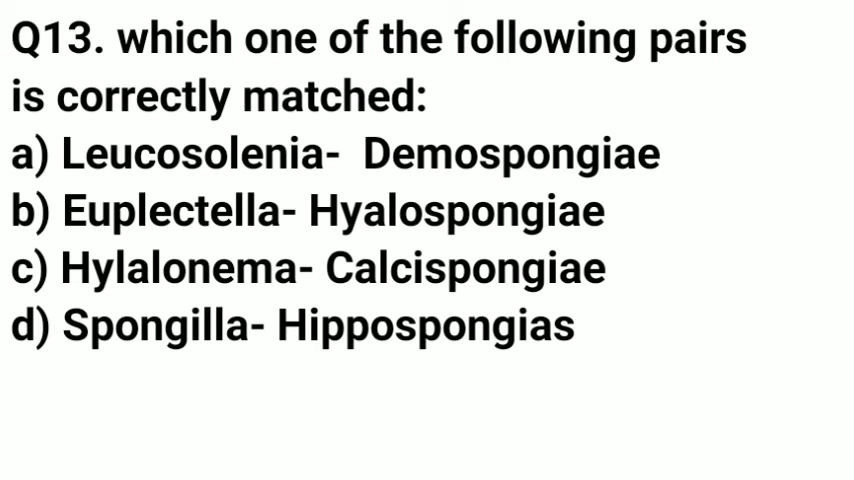 Q13. which one of the following pairs
is correctly matched:
a) Leucosolenia-  Demospongiae
b) Euplectella- Hyalospongiae
c) Hylalonema- Calcispongiae
d) Spongilla- Hippospongias